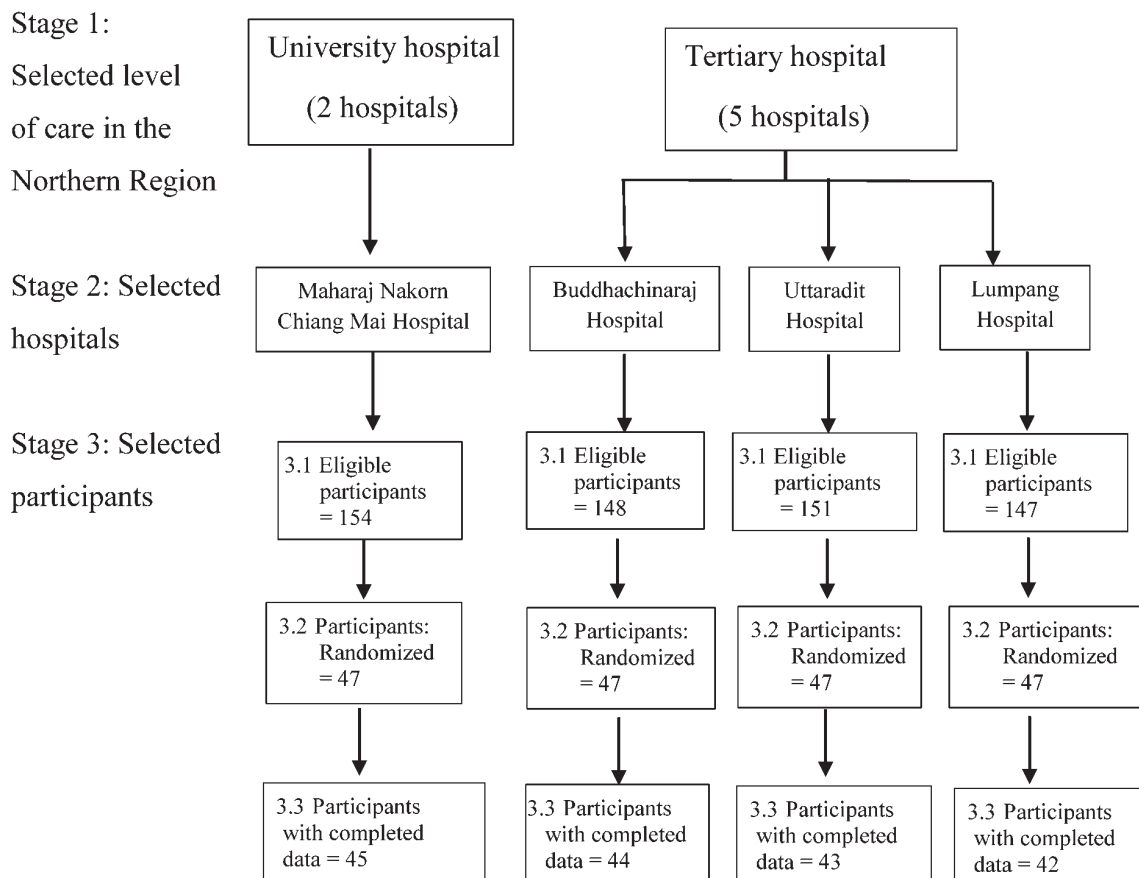 Stage 1:
Selected level
of care in the
Northern Region
University hospital
(2 hospitals)
Tertiary hospital
(5 hospitals)
Stage 2: Selected
hospitals
Maharaj Nakorn
Chiang Mai Hospital
Buddhachinaraj
Hospital
Uttaradit
Hospital
Lumpang
Hospital
Stage 3: Selected
participants
3.1 Eligible
participants
= 154
3.1 Eligible
participants
= 148
3.1 Eligible
participants
= 151
3.1 Eligible
participants
= 147
3.2 Participants:
Randomized
= 47
3.2 Participants:
Randomized
= 47
3.2 Participants:
Randomized
= 47
3.2 Participants:
Randomized
= 47
3.3 Participants
with completed
data = 45
3.3 Participants
with completed
data = 44
3.3 Participants
with completed
data = 43
3.3 Participants
with completed
data = 42